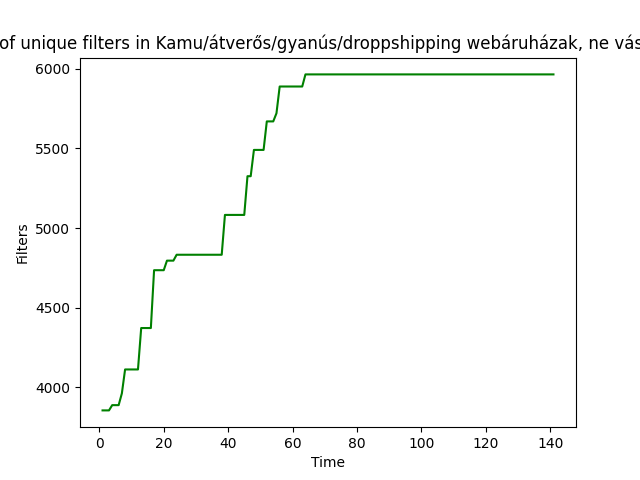 of unique filters in Kamu/átverős/gyanús/droppshipping webáruházak, ne vás
6000
5500
5000
4500
4000
Filters
0 20 40 60 80 100 120 140
Time